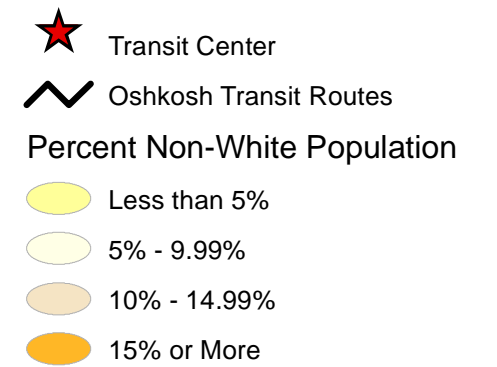 Transit Center
Oshkosh Transit Routes
Percent Non-White Population
Less than 5%
5% - 9.99%
10% - 14.99%
15% or More